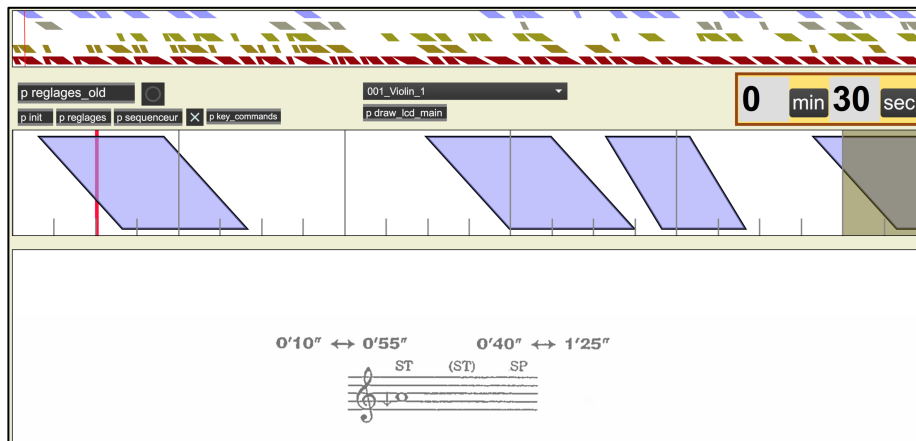 p reglages_old
001_Violin_1
0 min 30 sec
p init p reglages p sequenceur p key_commands
p draw_lcd_main
0'10" ↔ 0'55" 0'40" ↔ 1'25"
ST (ST) SP